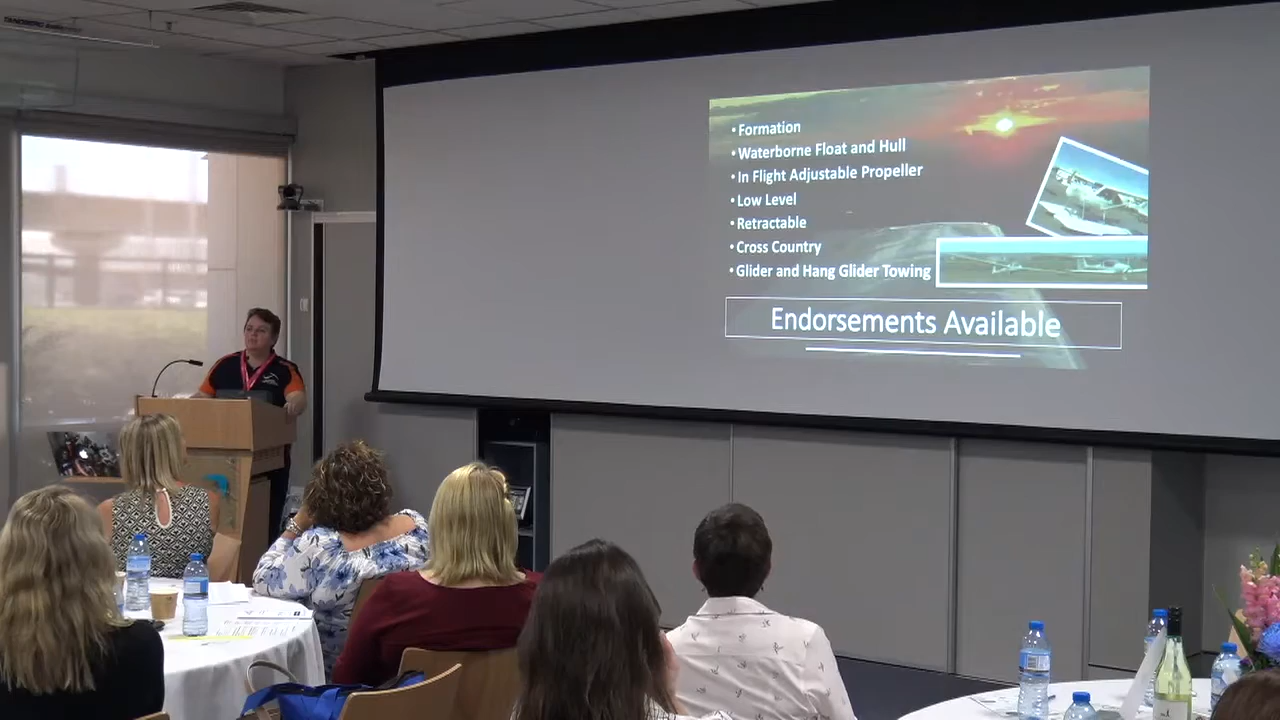 • Formation
• Waterborne Float and Hull
• In Flight Adjustable Propeller
• Low Level
• Retractable
• Cross Country
• Glider and Hang Glider Towing
Endorsements Available